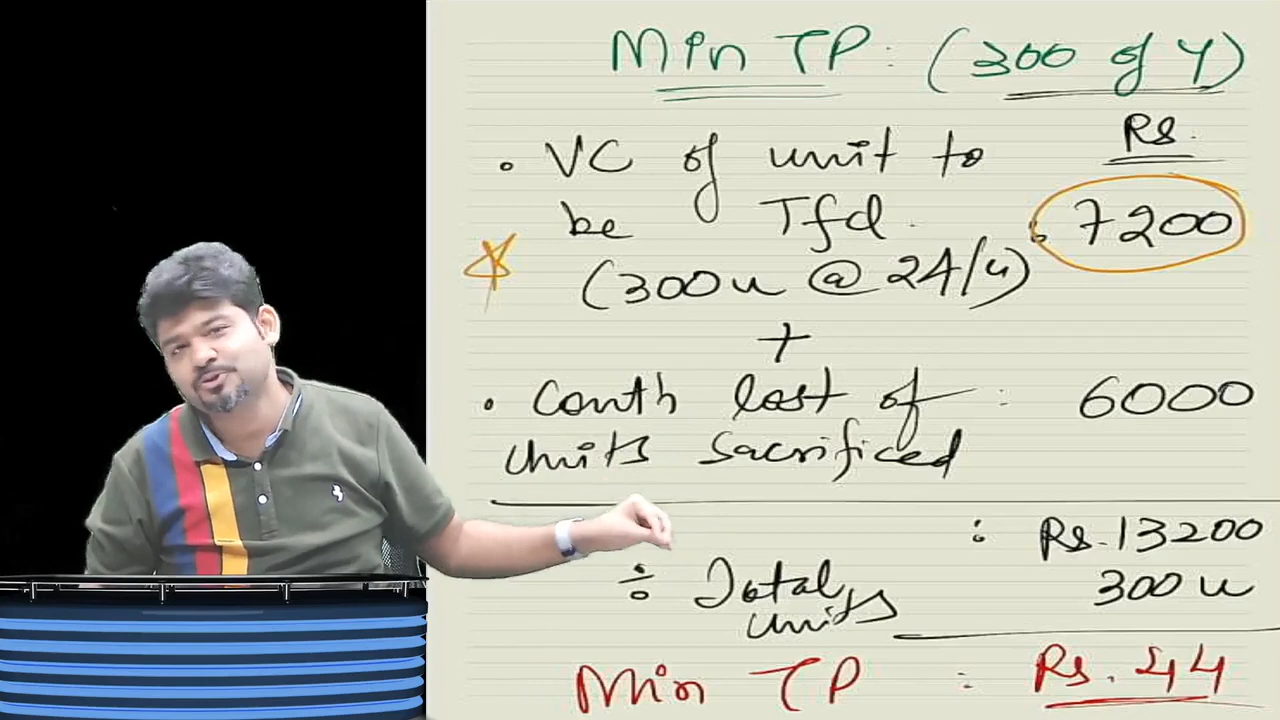 Min TP : (300 of Y)
Rs.
• VC of unit to
be Tfd. 7200
(300u @ 24/u)
+
• Contn lost of : 6000
units sacrificed
: Rs. 13200
÷ Total units 300 u
Min TP : Rs. 44